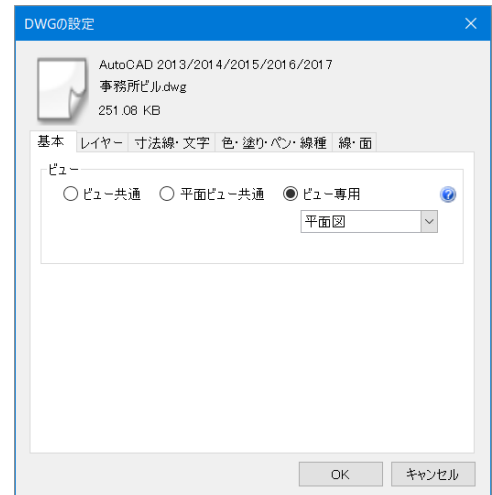 DWGの設定
AutoCAD 2013/2014/2015/2016/2017
事務所ビル.dwg
251.08 KB
基本 レイヤー 寸法線・文字 色・塗り・ペン・線種 線・面
ビュー
ビュー共通 平面ビュー共通 ビュー専用
平面図
OK キャンセル